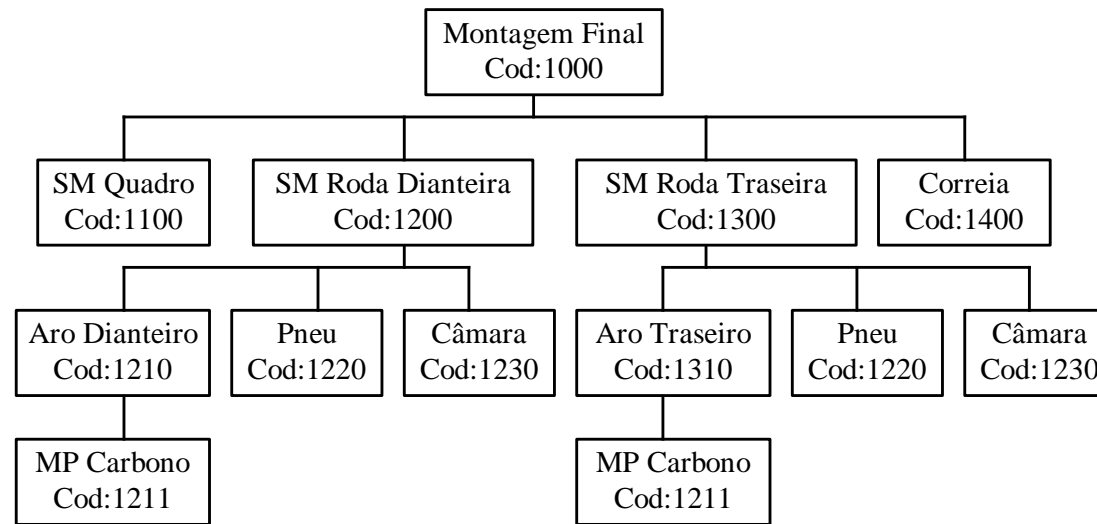 Montagem Final
Cod:1000
SM Quadro
Cod:1100
SM Roda Dianteira
Cod:1200
SM Roda Traseira
Cod:1300
Correia
Cod:1400
Aro Dianteiro
Cod:1210
Pneu
Cod:1220
Câmara
Cod:1230
Aro Traseiro
Cod:1310
Pneu
Cod:1220
Câmara
Cod:1230
MP Carbono
Cod:1211
MP Carbono
Cod:1211